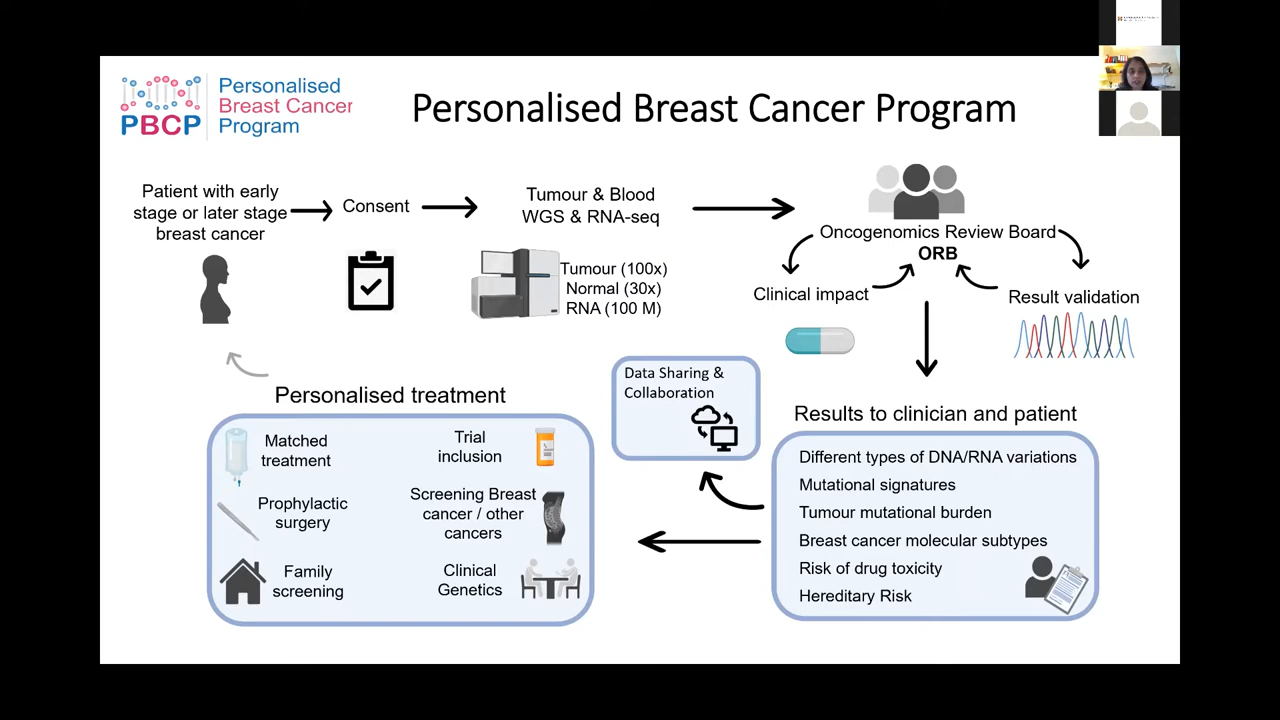 PBCP
Personalised
Breast Cancer
Program
Personalised Breast Cancer Program
Patient with early
stage or later stage
breast cancer
Consent
Tumour & Blood
WGS & RNA-seq
Tumour (100x)
Normal (30x)
RNA (100 M)
Oncogenomics Review Board
ORB
Clinical impact
Result validation
Results to clinician and patient
Different types of DNA/RNA variations
Mutational signatures
Tumour mutational burden
Breast cancer molecular subtypes
Risk of drug toxicity
Hereditary Risk
Data Sharing &
Collaboration
Personalised treatment
Matched
treatment
Trial
inclusion
Prophylactic
surgery
Screening Breast
cancer / other
cancers
Family
screening
Clinical
Genetics